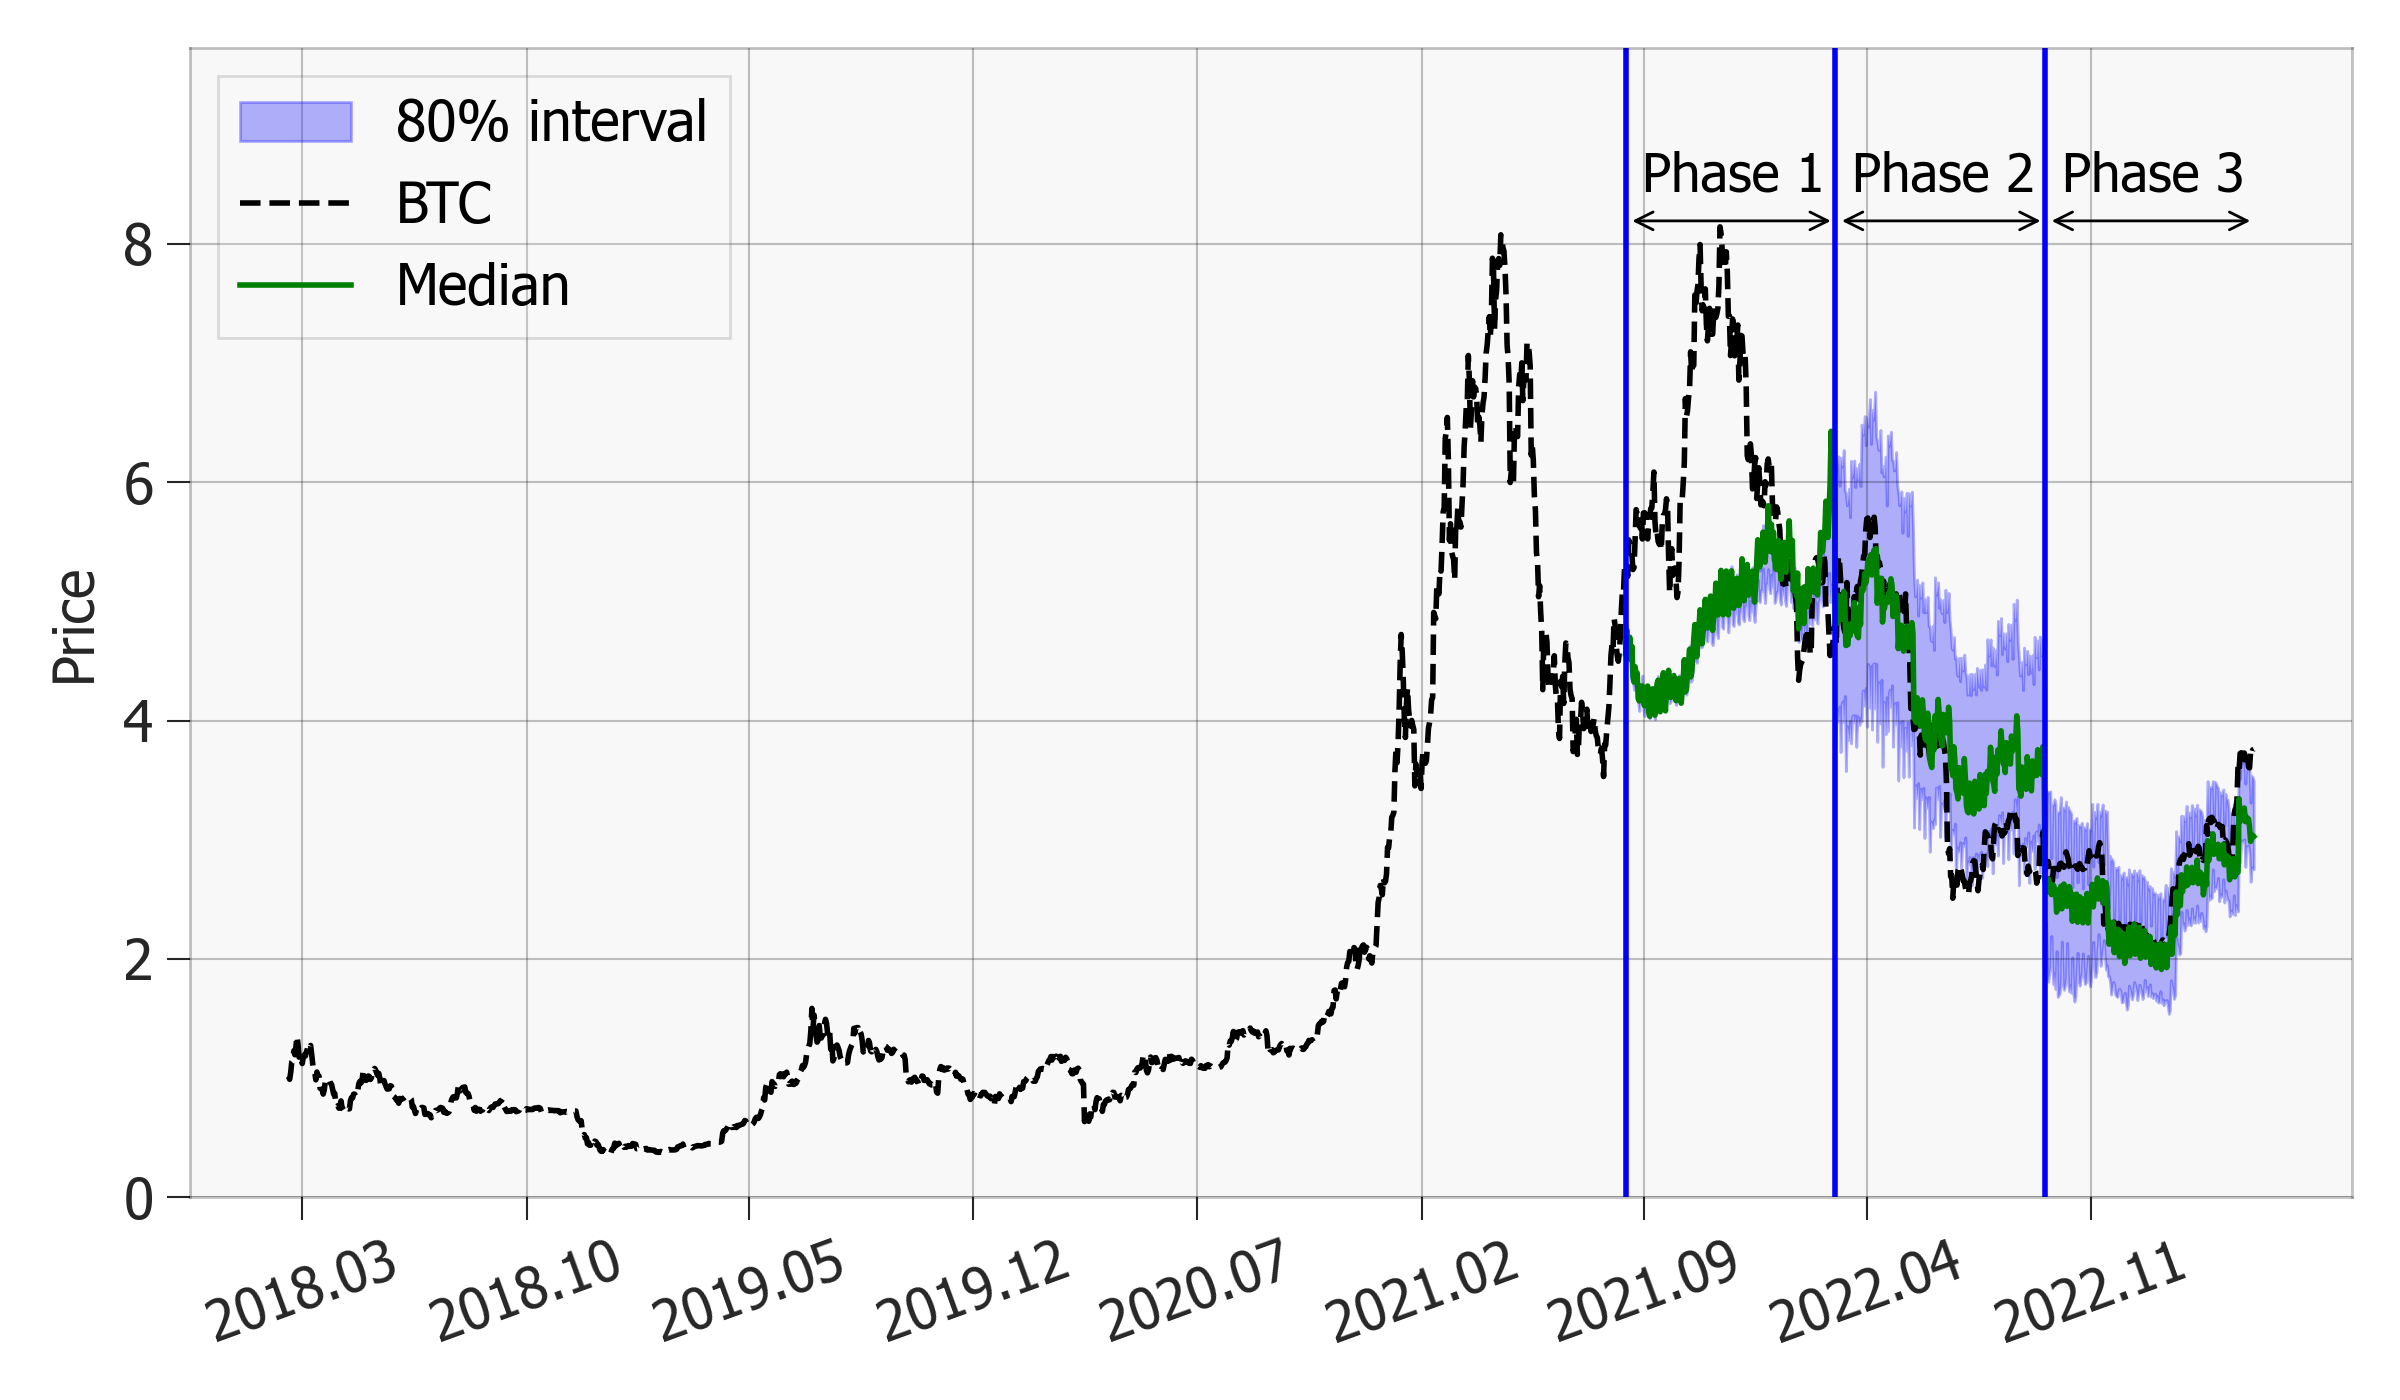 80% interval
BTC
Median
Phase 1
Phase 2
Phase 3
Price
8
6
4
2
0
2018.03
2018.10
2019.05
2019.12
2020.07
2021.02
2021.09
2022.04
2022.11